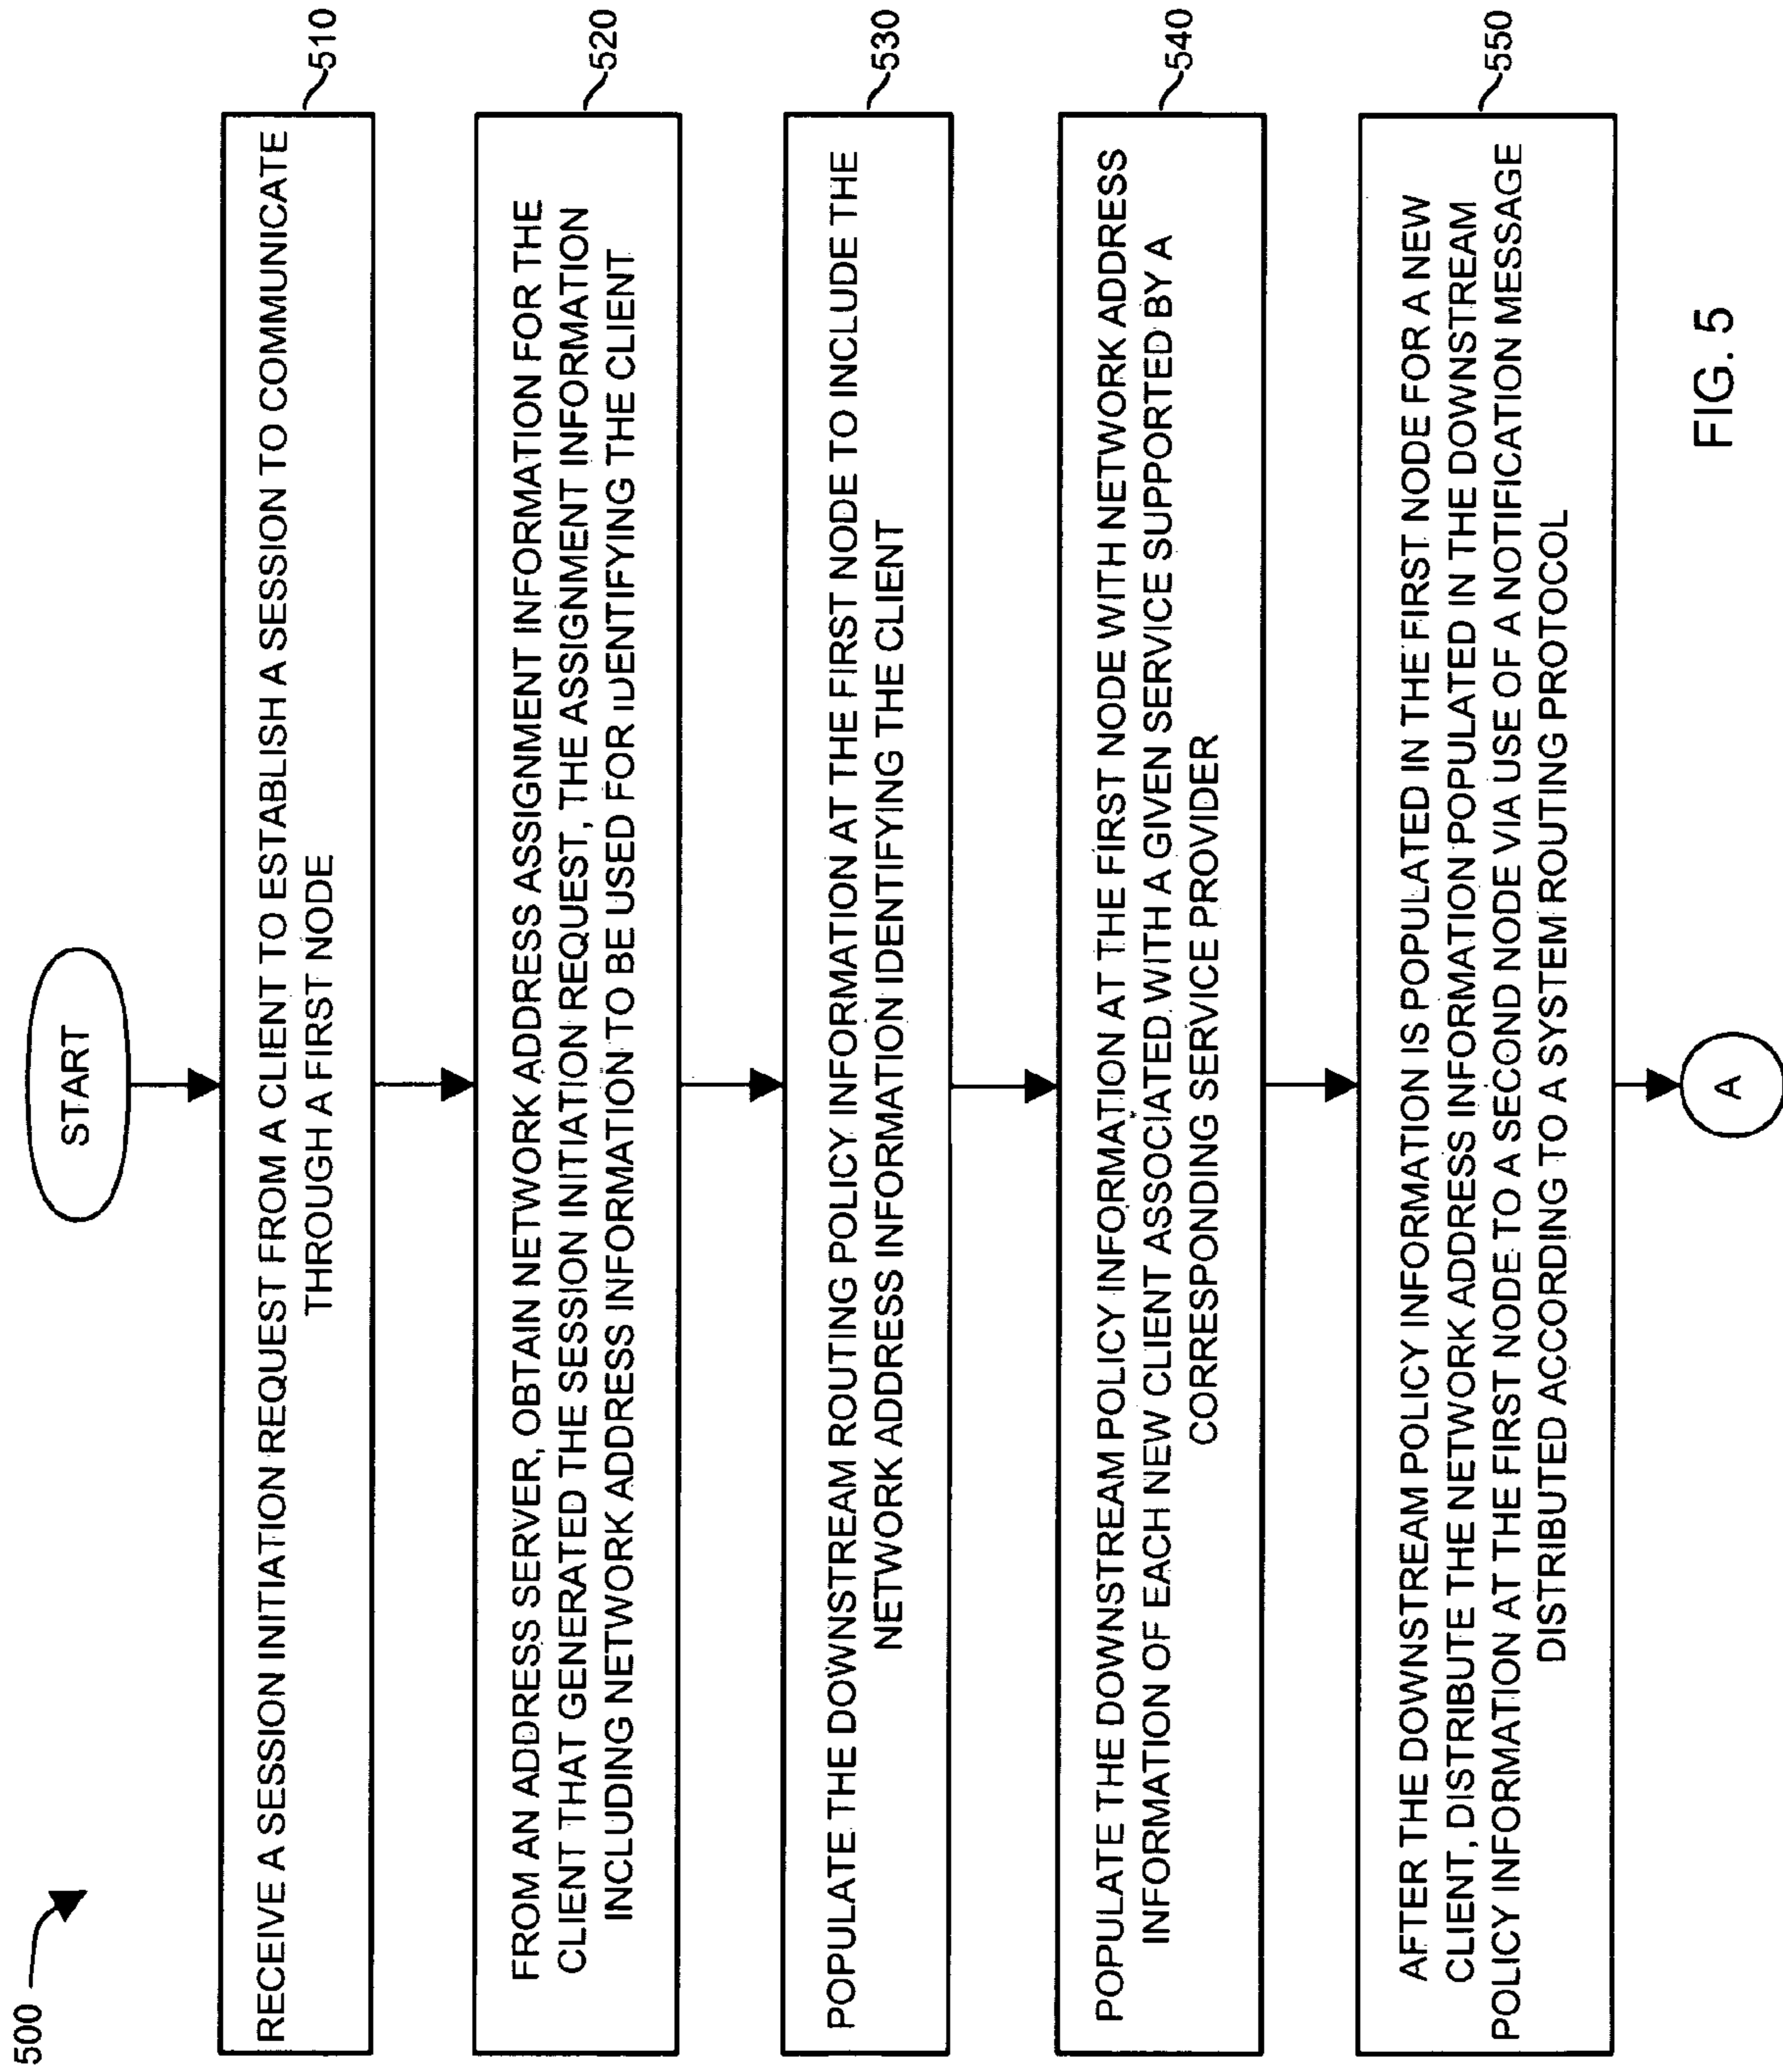 500
START
RECEIVE A SESSION INITIATION REQUEST FROM A CLIENT TO ESTABLISH A SESSION TO COMMUNICATE
THROUGH A FIRST NODE
510
FROM AN ADDRESS SERVER, OBTAIN NETWORK ADDRESS ASSIGNMENT INFORMATION FOR THE
CLIENT THAT GENERATED THE SESSION INITIATION REQUEST, THE ASSIGNMENT INFORMATION
INCLUDING NETWORK ADDRESS INFORMATION TO BE USED FOR IDENTIFYING THE CLIENT
520
POPULATE THE DOWNSTREAM ROUTING POLICY INFORMATION AT THE FIRST NODE TO INCLUDE THE
NETWORK ADDRESS INFORMATION IDENTIFYING THE CLIENT
530
POPULATE THE DOWNSTREAM POLICY INFORMATION AT THE FIRST NODE WITH NETWORK ADDRESS
INFORMATION OF EACH NEW CLIENT ASSOCIATED WITH A GIVEN SERVICE SUPPORTED BY A
CORRESPONDING SERVICE PROVIDER
540
AFTER THE DOWNSTREAM POLICY INFORMATION IS POPULATED IN THE FIRST NODE FOR A NEW
CLIENT, DISTRIBUTE THE NETWORK ADDRESS INFORMATION POPULATED IN THE DOWNSTREAM
POLICY INFORMATION AT THE FIRST NODE TO A SECOND NODE VIA USE OF A NOTIFICATION MESSAGE
DISTRIBUTED ACCORDING TO A SYSTEM ROUTING PROTOCOL
550
A
FIG. 5